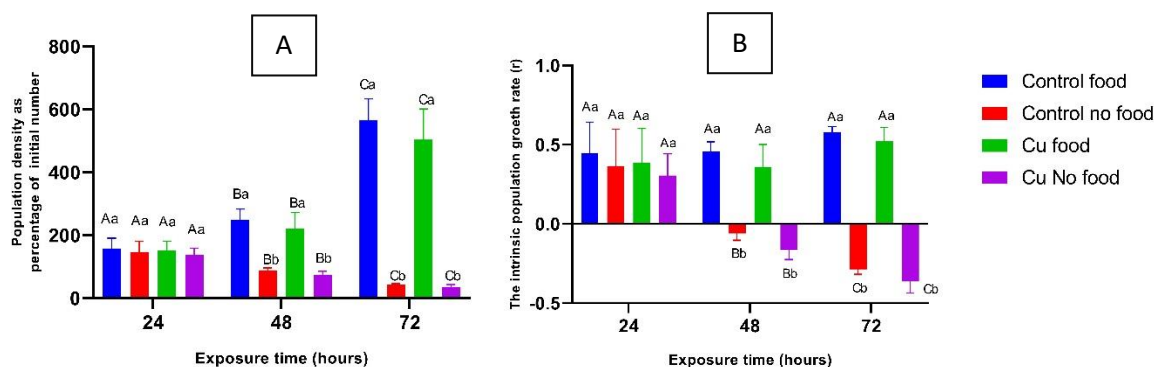 A
Population density as
percentage of initial number
800
600
400
200
0
Aa Aa Aa Aa
Ba Bb Ba Bb
Ca Cb Ca Cb
24 48 72
Exposure time (hours)
B
The intrinsic population groeth rate (r)
1.0
0.5
0.0
-0.5
Aa Aa Aa Aa
Aa Bb Aa Bb
Aa Cb Aa Cb
24 48 72
Exposure time (hours)
Control food
Control no food
Cu food
Cu No food